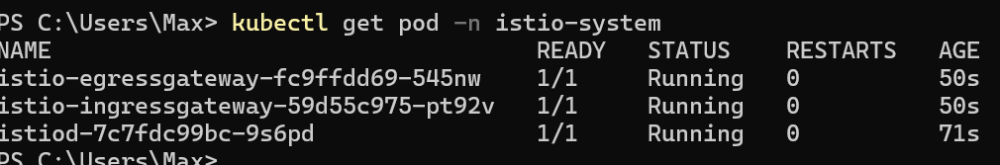 PS C:\Users\Max> kubectl get pod -n istio-system
NAME READY STATUS RESTARTS AGE
istio-egressgateway-fc9ffdd69-545nw 1/1 Running 0 50s
istio-ingressgateway-59d55c975-pt92v 1/1 Running 0 50s
istiod-7c7fdc99bc-9s6pd 1/1 Running 0 71s
PS C:\Users\Max>